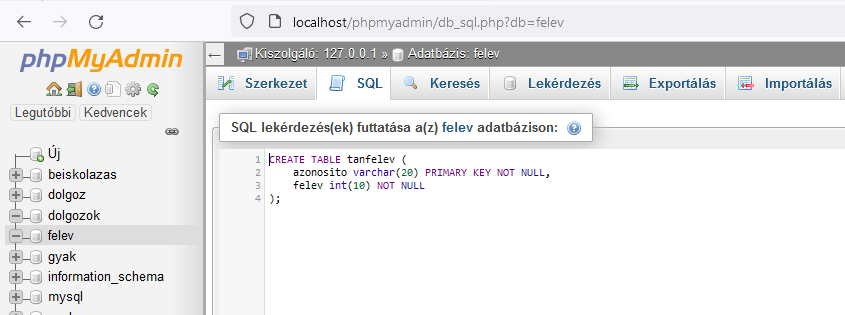 localhost/phpmyadmin/db_sql.php?db=felev
phpMyAdmin
Legutóbbi Kedvencek
Új
beiskolazas
dolgoz
dolgozok
felev
gyak
information_schema
mysql
Kiszolgáló: 127.0.0.1 » Adatbázis: felev
Szerkezet SQL Keresés Lekérdezés Exportálás Importálás
SQL lekérdezés(ek) futtatása a(z) felev adatbázison:
1 CREATE TABLE tanfelev (
2 azonosito varchar(20) PRIMARY KEY NOT NULL,
3 felev int(10) NOT NULL
4 );